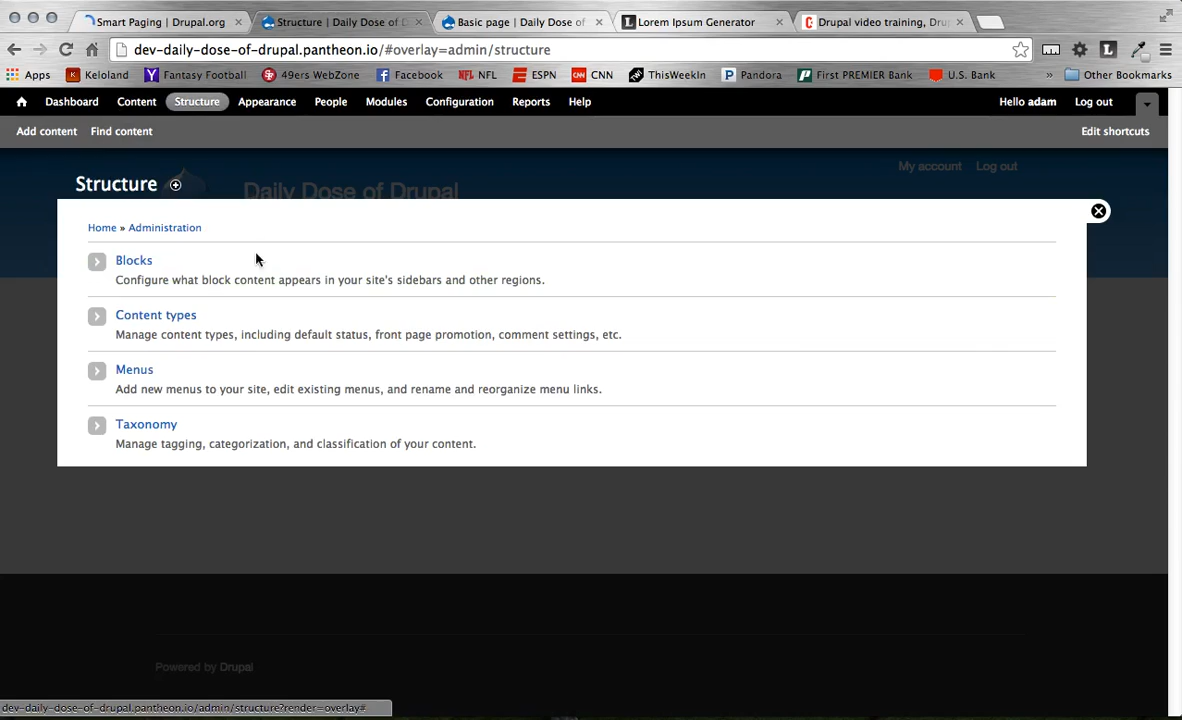 Smart Paging | Drupal.org
Structure | Daily Dose of D
Basic page | Daily Dose of
Lorem Ipsum Generator
Drupal video training, Dru
dev-daily-dose-of-drupal.pantheon.io/#overlay=admin/structure
Apps
Keloland
Fantasy Football
49ers WebZone
Facebook
NFL
ESPN
CNN
ThisWeekIn
Pandora
First PREMIER Bank
U.S. Bank
»
Other Bookmarks
Dashboard
Content
Structure
Appearance
People
Modules
Configuration
Reports
Help
Hello adam
Log out
Add content
Find content
Edit shortcuts
My account
Log out
Structure
Daily Dose of Drupal
Home » Administration
Blocks
Configure what block content appears in your site's sidebars and other regions.
Content types
Manage content types, including default status, front page promotion, comment settings, etc.
Menus
Add new menus to your site, edit existing menus, and rename and reorganize menu links.
Taxonomy
Manage tagging, categorization, and classification of your content.
Powered by Drupal
dev-daily-dose-of-drupal.pantheon.io/admin/structure?render=overlay#